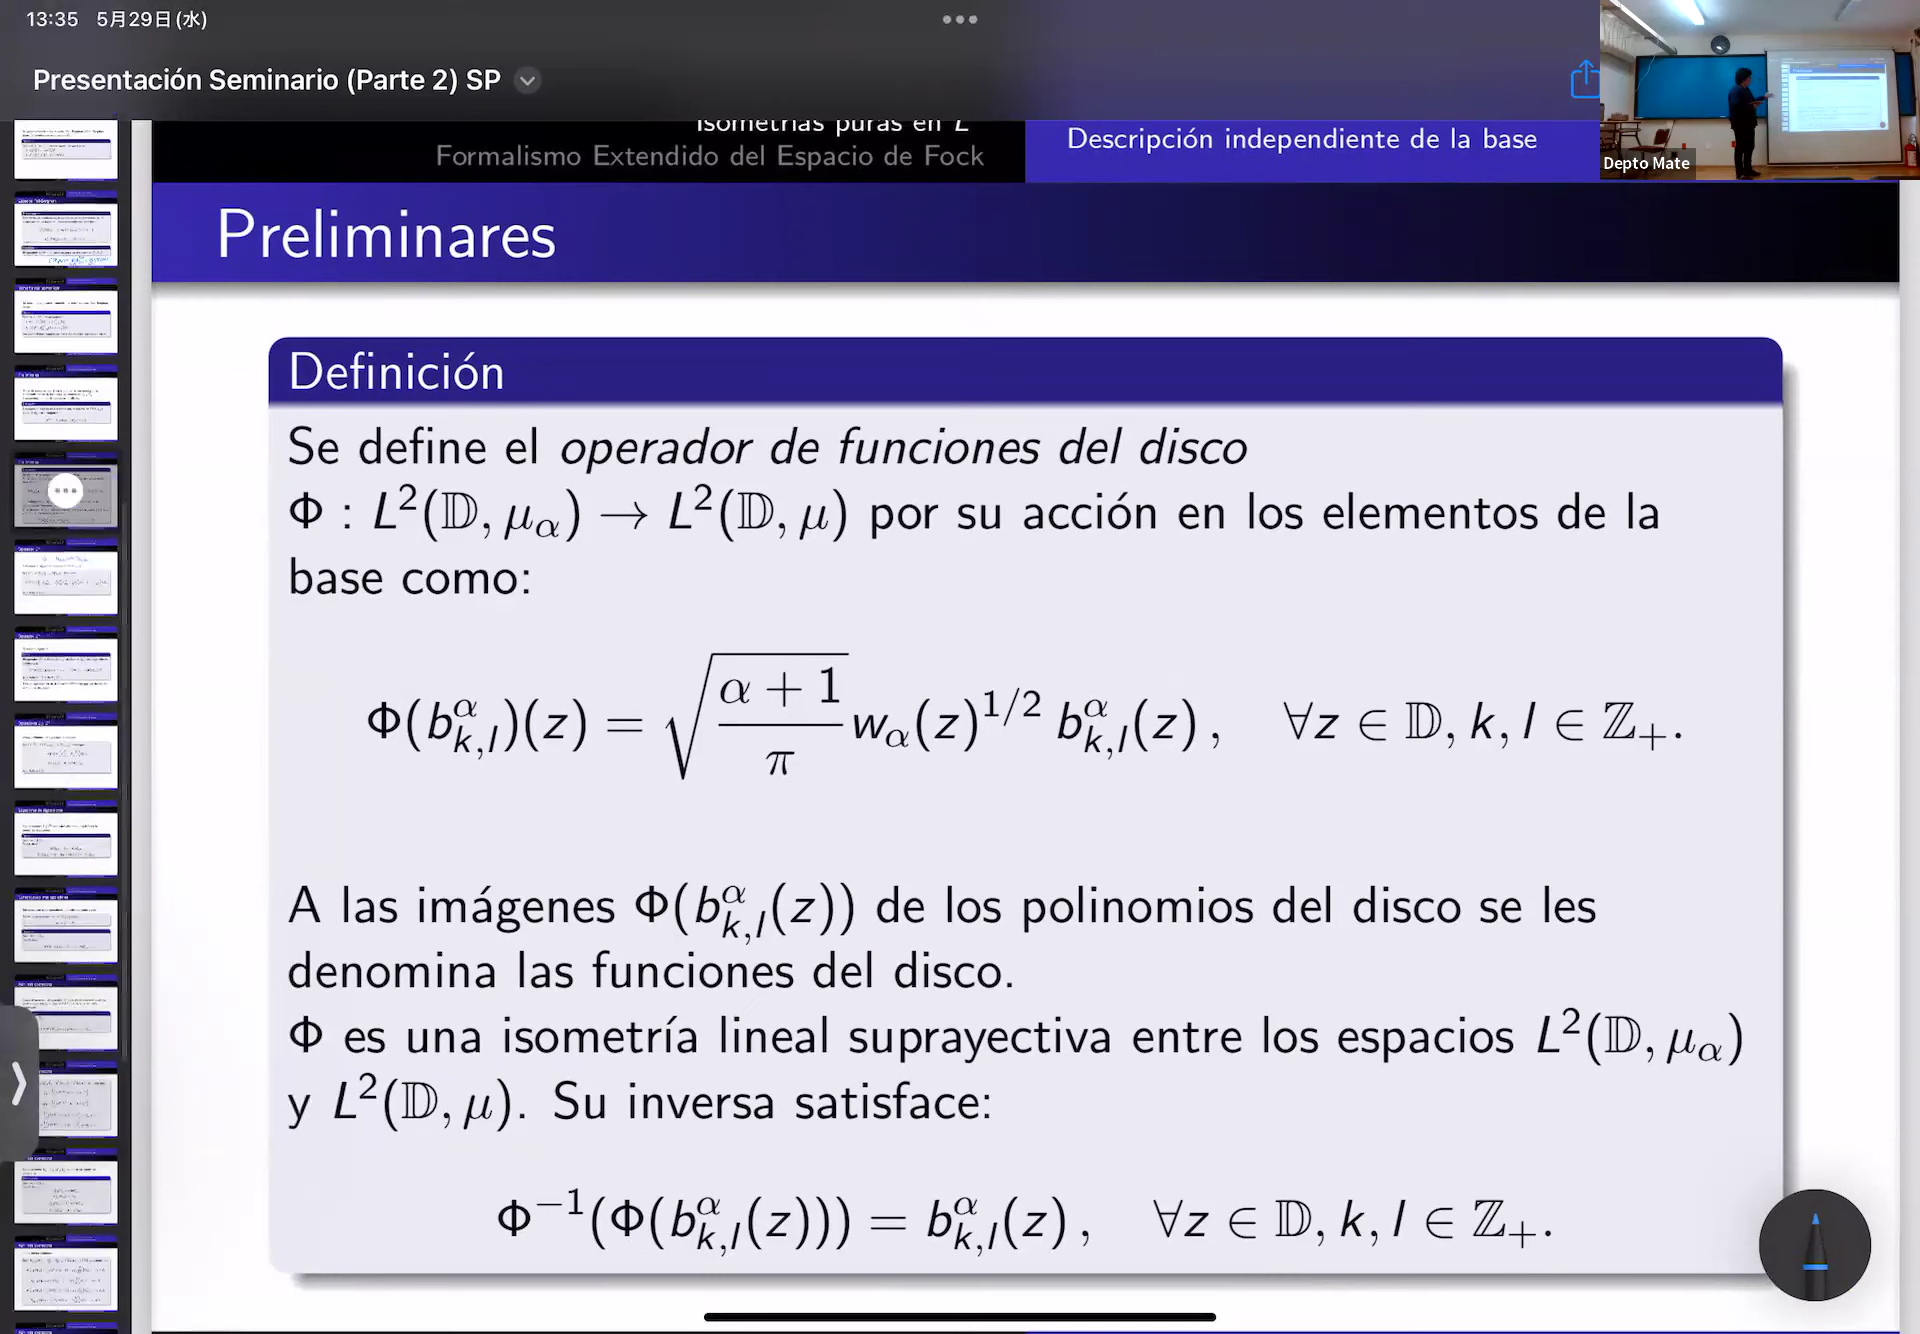 13:35 5月29日(水)
Presentación Seminario (Parte 2) SP
Depto Mate
Isometrías puras en L
Formalismo Extendido del Espacio de Fock
Descripción independiente de la base
Preliminares
Definición
Se define el operador de funciones del disco
Φ : L²(𝔻, μ_α) → L²(𝔻, μ) por su acción en los elementos de la
base como:
Φ(b^α_{k,l})(z) = √((α + 1)/π) w_α(z)^{1/2} b^α_{k,l}(z) , ∀z ∈ 𝔻, k, l ∈ ℤ₊.
A las imágenes Φ(b^α_{k,l}(z)) de los polinomios del disco se les
denomina las funciones del disco.
Φ es una isometría lineal suprayectiva entre los espacios L²(𝔻, μ_α)
y L²(𝔻, μ). Su inversa satisface:
Φ⁻¹(Φ(b^α_{k,l}(z))) = b^α_{k,l}(z) , ∀z ∈ 𝔻, k, l ∈ ℤ₊.